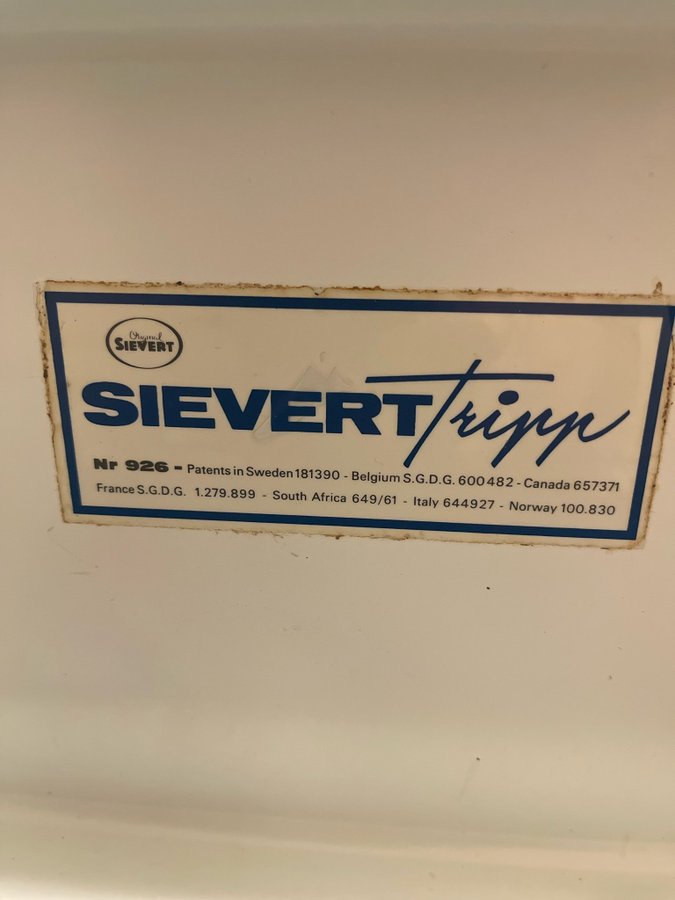 Original
SIEVERT
SIEVERT Tripp
Nr 926 - Patents in Sweden 181390 - Belgium S.G.D.G. 600482 - Canada 657371
France S.G.D.G. 1.279.899 - South Africa 649/61 - Italy 644927 - Norway 100.830